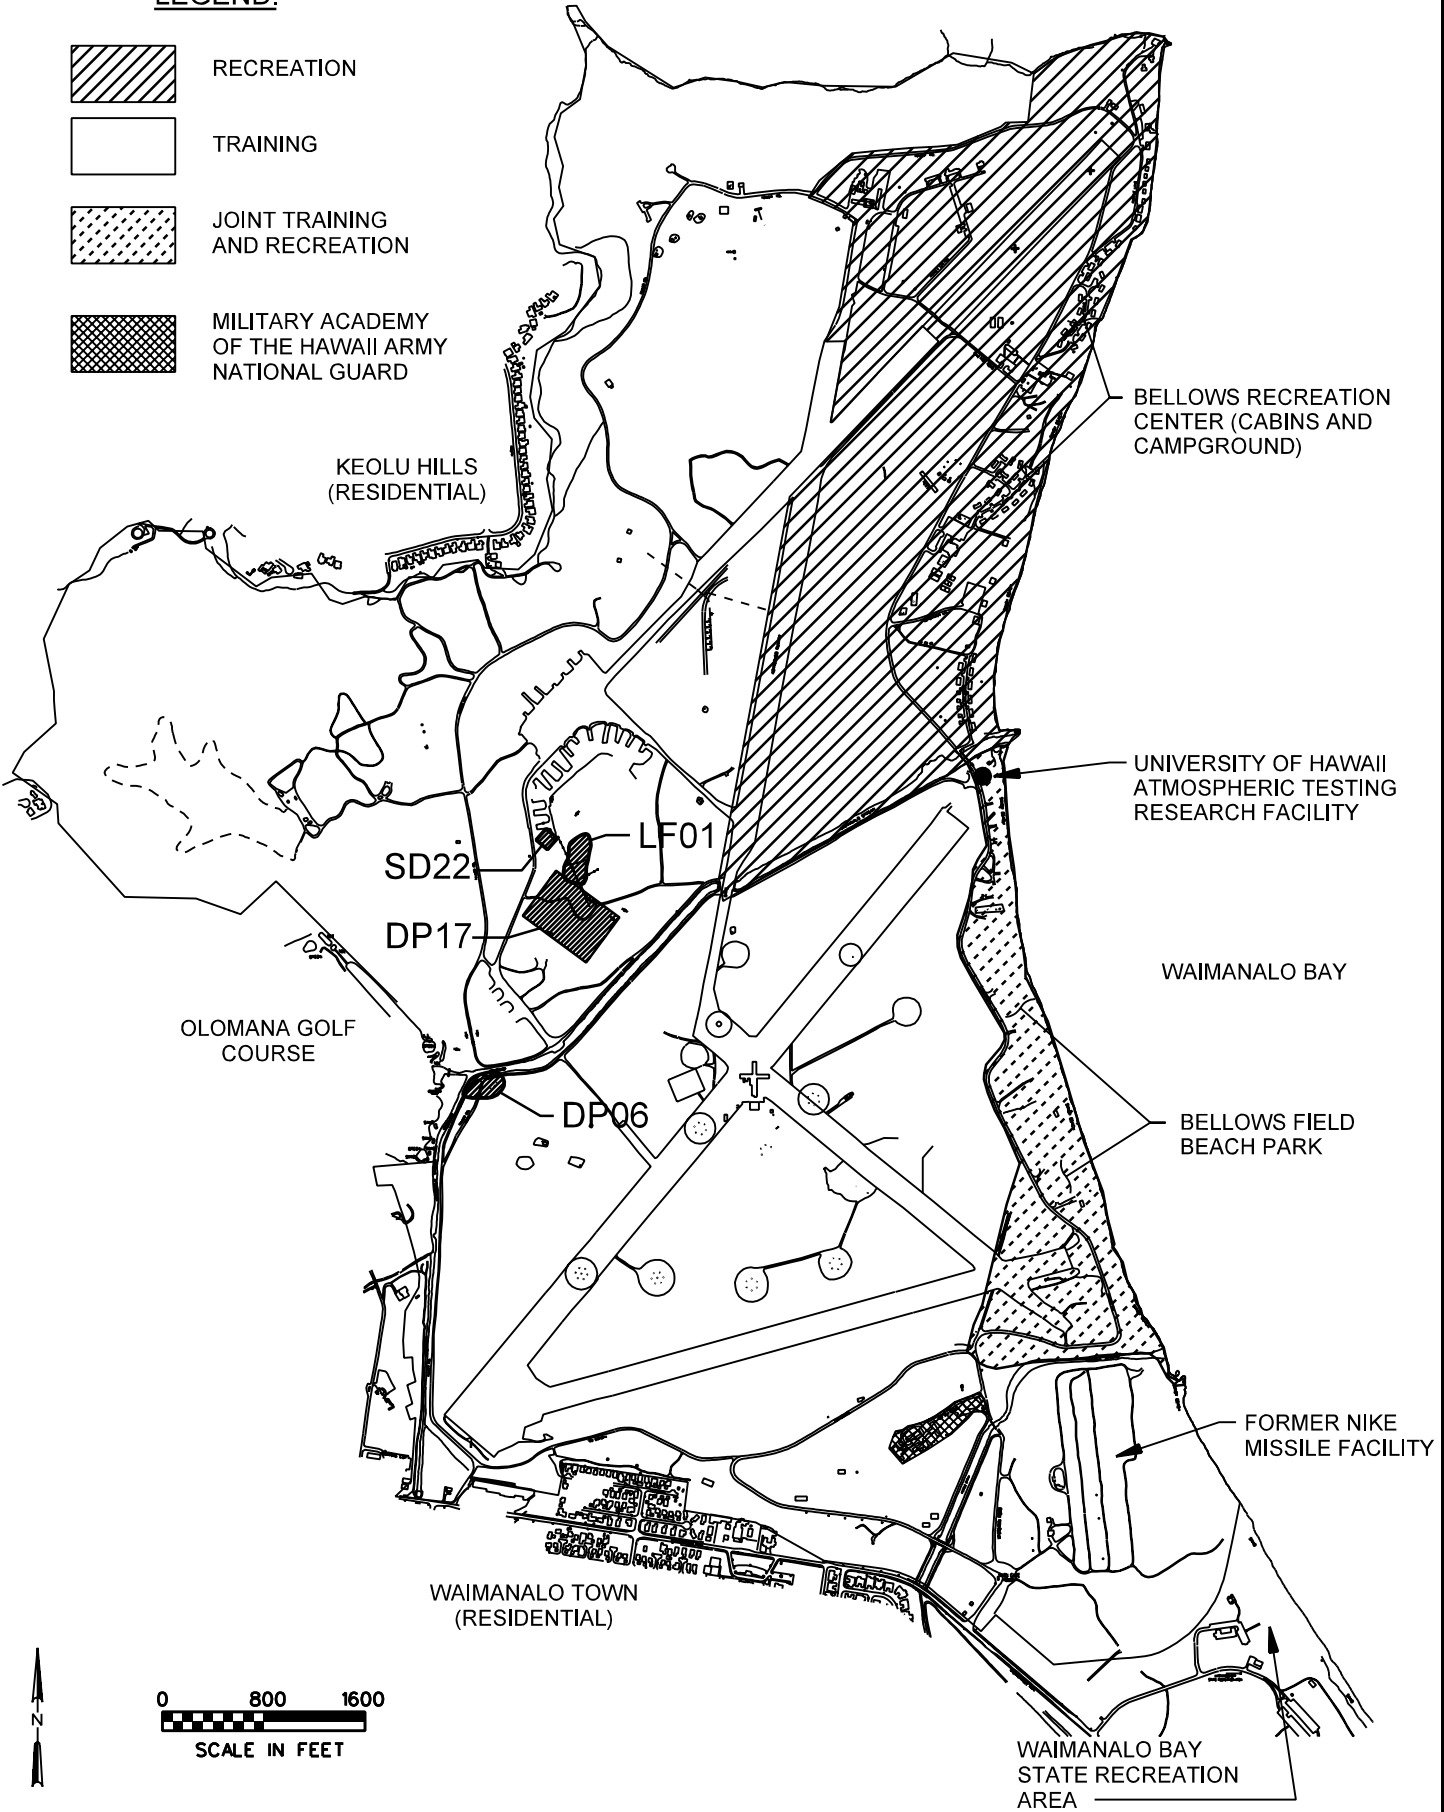 LEGEND:
RECREATION
TRAINING
JOINT TRAINING
AND RECREATION
MILITARY ACADEMY
OF THE HAWAII ARMY
NATIONAL GUARD
KEOLU HILLS
(RESIDENTIAL)
BELLOWS RECREATION
CENTER (CABINS AND
CAMPGROUND)
UNIVERSITY OF HAWAII
ATMOSPHERIC TESTING
RESEARCH FACILITY
LF01
SD22
DP17
WAIMANALO BAY
OLOMANA GOLF
COURSE
DP06
BELLOWS FIELD
BEACH PARK
FORMER NIKE
MISSILE FACILITY
WAIMANALO TOWN
(RESIDENTIAL)
N
0 800 1600
SCALE IN FEET
WAIMANALO BAY
STATE RECREATION
AREA